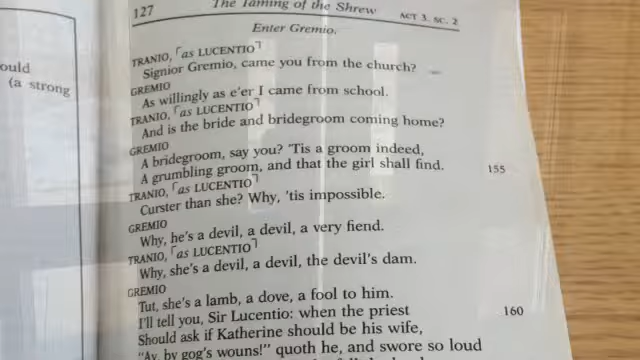 ould
(a strong
127 The Taming of the Shrew ACT 3. SC. 2
Enter Gremio.
TRANIO, ⌜as LUCENTIO⌝
Signior Gremio, came you from the church?
GREMIO
As willingly as e'er I came from school.
TRANIO, ⌜as LUCENTIO⌝
And is the bride and bridegroom coming home?
GREMIO
A bridegroom, say you? 'Tis a groom indeed,
A grumbling groom, and that the girl shall find. 155
TRANIO, ⌜as LUCENTIO⌝
Curster than she? Why, 'tis impossible.
GREMIO
Why, he's a devil, a devil, a very fiend.
TRANIO, ⌜as LUCENTIO⌝
Why, she's a devil, a devil, the devil's dam.
GREMIO
Tut, she's a lamb, a dove, a fool to him.
I'll tell you, Sir Lucentio: when the priest 160
Should ask if Katherine should be his wife,
"Ay, by gog's wouns!" quoth he, and swore so loud